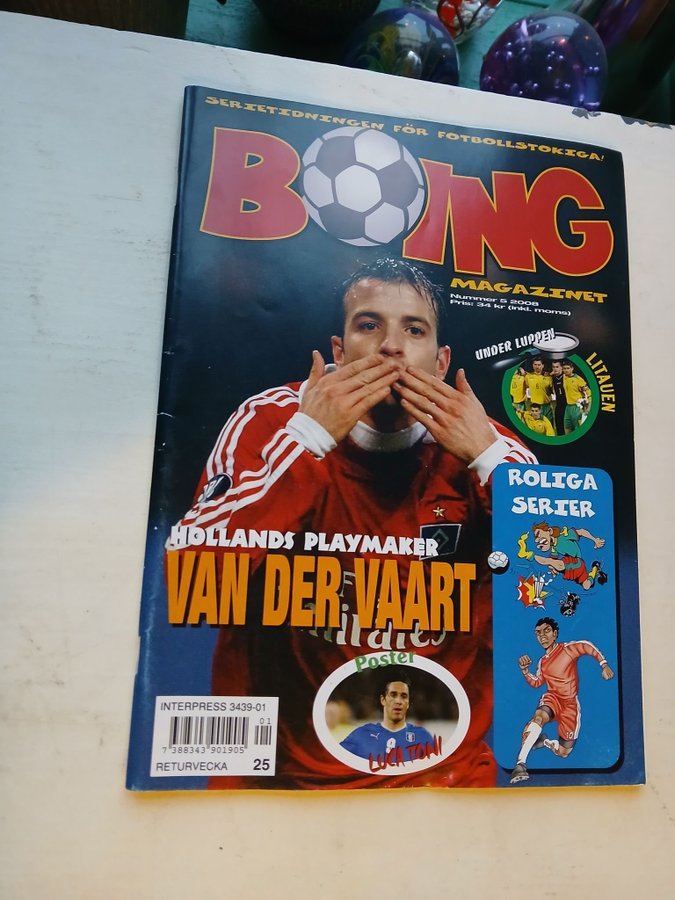 SERIETIDNINGEN FÖR FOTBOLLSTOKIGA!
BOING
MAGAZINET
Nummer 5 2008
Pris: 34 kr (inkl. moms)
UNDER LUPPEN
LITAUEN
ROLIGA
SERIER
HOLLANDS PLAYMAKER
VAN DER VAART
Emirates
Poster
LUCA TONI
INTERPRESS 3439-01
01
7 388343 901905
RETURVECKA 25